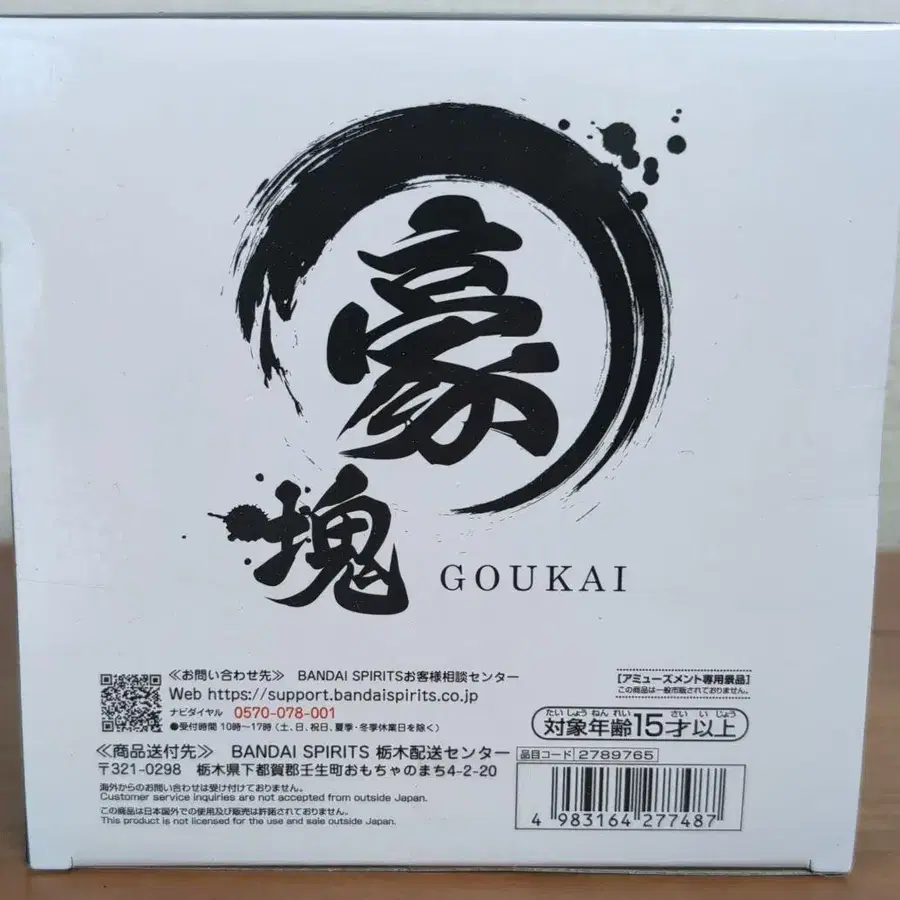 豪
塊 GOUKAI
≪お問い合わせ先≫ BANDAI SPIRITSお客様相談センター
Web https://support.bandaispirits.co.jp
ナビダイヤル 0570-078-001
●受付時間 10時~17時(土、日、祝日、夏季・冬季休業日を除く)
≪商品送付先≫ BANDAI SPIRITS 栃木配送センター
〒321-0298 栃木県下都賀郡壬生町おもちゃのまち4-2-20
海外からのお問い合わせは受け付けておりません。
Customer service inquiries are not accepted from outside Japan.
この商品は日本国外での使用及び販売は許諾されておりません。
This product is not licensed for the use and sale outside Japan.
【アミューズメント専用景品】
この商品は一般市販されておりません。
たいしょうねんれい さいいじょう
対象年齢15才以上
品目コード 2789765
4 983164 277487